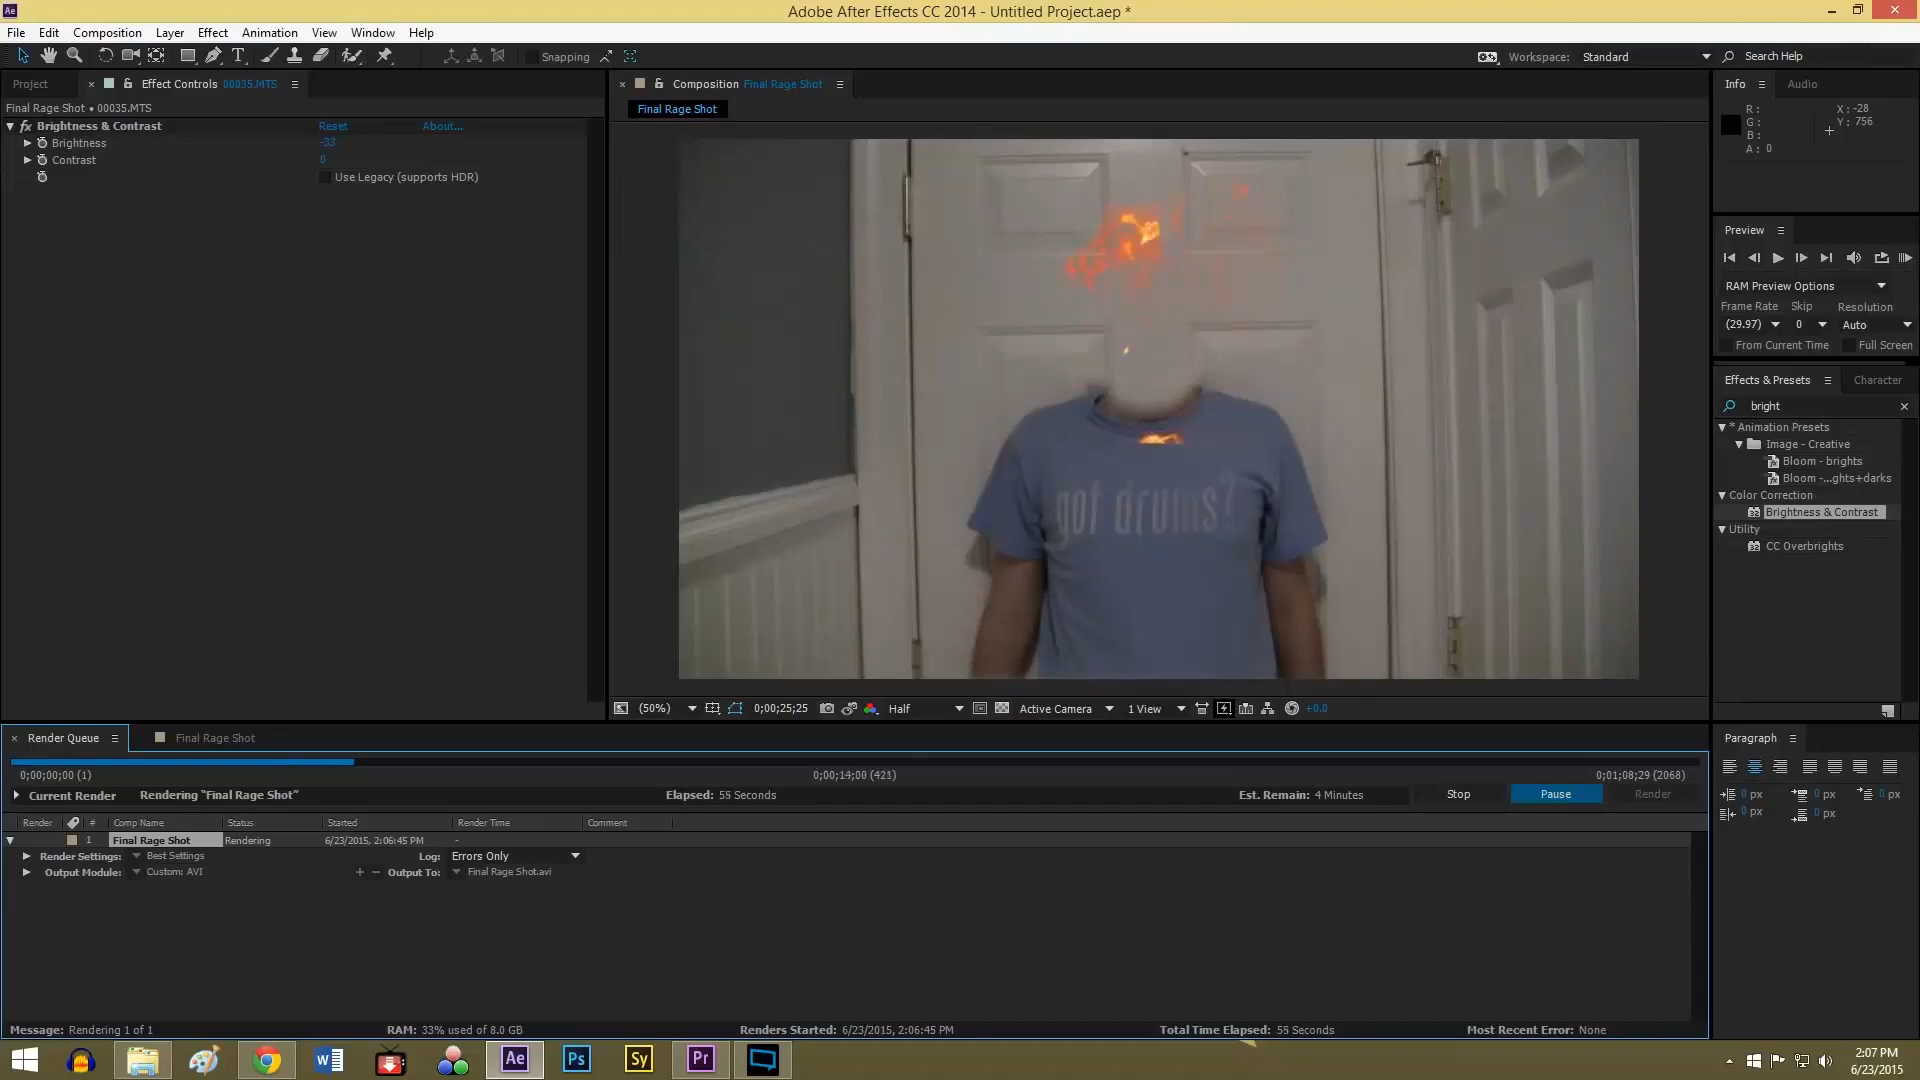 Ae
Adobe After Effects CC 2014 - Untitled Project.aep *
File Edit Composition Layer Effect Animation View Window Help
T Snapping Workspace: Standard Search Help
Project Effect Controls 00035.MTS Composition Final Rage Shot Info Audio
Final Rage Shot • 00035.MTS
Final Rage Shot
fx Brightness & Contrast Reset About...
Brightness -33
Contrast 0
Use Legacy (supports HDR)
R : X : -28
G : Y : 756
B :
A : 0
Preview
RAM Preview Options
Frame Rate Skip Resolution
(29.97) 0 Auto
From Current Time Full Screen
Effects & Presets Character
bright
* Animation Presets
Image - Creative
Bloom - brights
Bloom -...ghts+darks
Color Correction
32 Brightness & Contrast
Utility
32 CC Overbrights
got drums?
(50%) 0;00;25;25 Half Active Camera 1 View +0.0
Render Queue Final Rage Shot
0;00;00;00 (1) 0;00;14;00 (421) 0;01;08;29 (2068)
Current Render Rendering "Final Rage Shot" Elapsed: 55 Seconds Est. Remain: 4 Minutes Stop Pause Render
Render # Comp Name Status Started Render Time Comment
1 Final Rage Shot Rendering 6/23/2015, 2:06:45 PM -
Render Settings: Best Settings Log: Errors Only
Output Module: Custom: AVI + − Output To: Final Rage Shot.avi
Paragraph
0 px 0 px 0 px
0 px 0 px
Message: Rendering 1 of 1 RAM: 33% used of 8.0 GB Renders Started: 6/23/2015, 2:06:45 PM Total Time Elapsed: 55 Seconds Most Recent Error: None
W Ae Ps Sy Pr
2:07 PM
6/23/2015